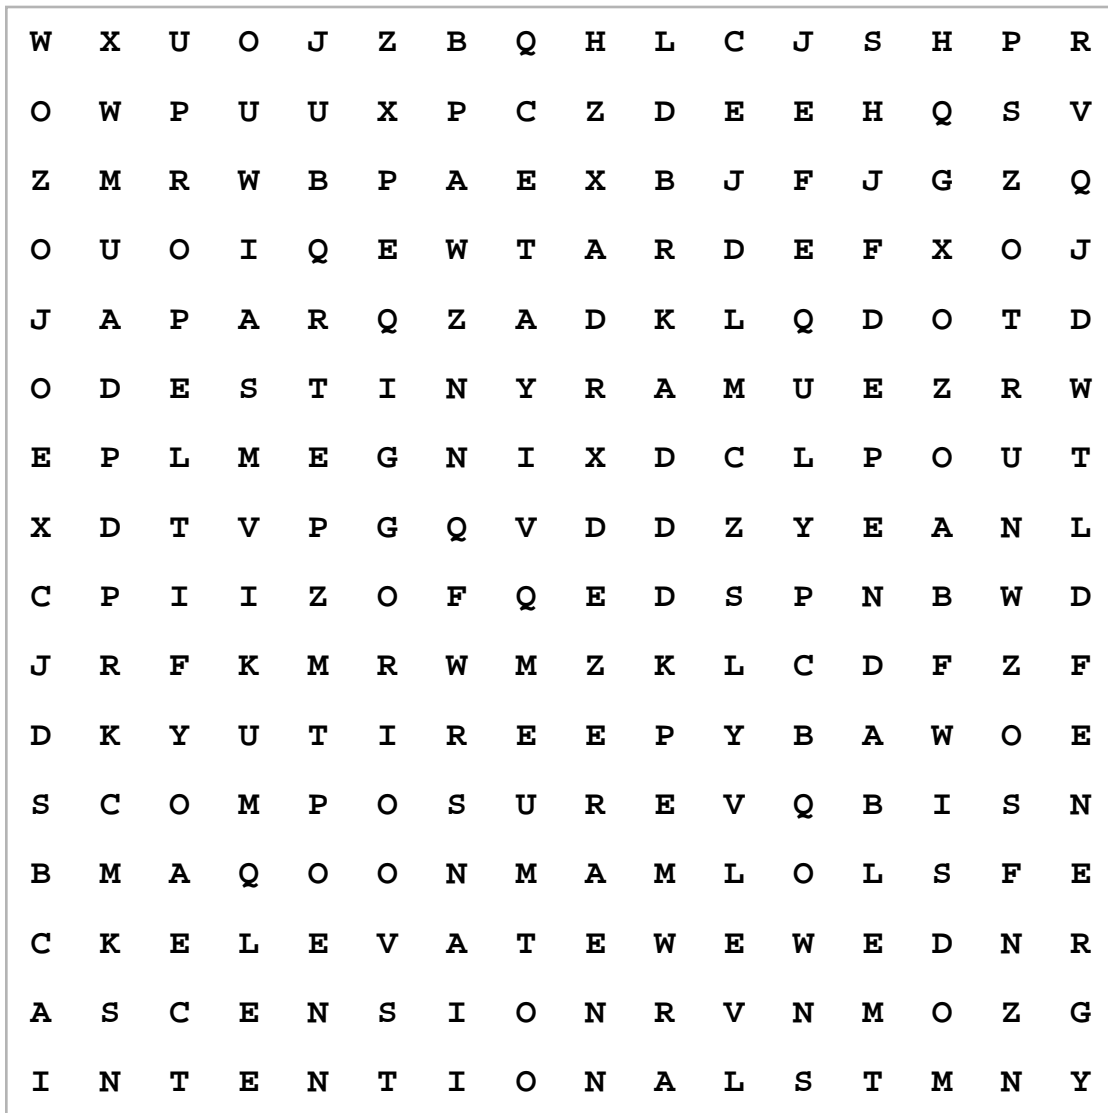 W X U O J Z B Q H L C J S H P R
O W P U U X P C Z D E E H Q S V
Z M R W B P A E X B J F J G Z Q
O U O I Q E W T A R D E F X O J
J A P A R Q Z A D K L Q D O T D
O D E S T I N Y R A M U E Z R W
E P L M E G N I X D C L P O U T
X D T V P G Q V D D Z Y E A N L
C P I I Z O F Q E D S P N B W D
J R F K M R W M Z K L C D F Z F
D K Y U T I R E E P Y B A W O E
S C O M P O S U R E V Q B I S N
B M A Q O O N M A M L O L S F E
C K E L E V A T E W E W E D N R
A S C E N S I O N R V N M O Z G
I N T E N T I O N A L S T M N Y